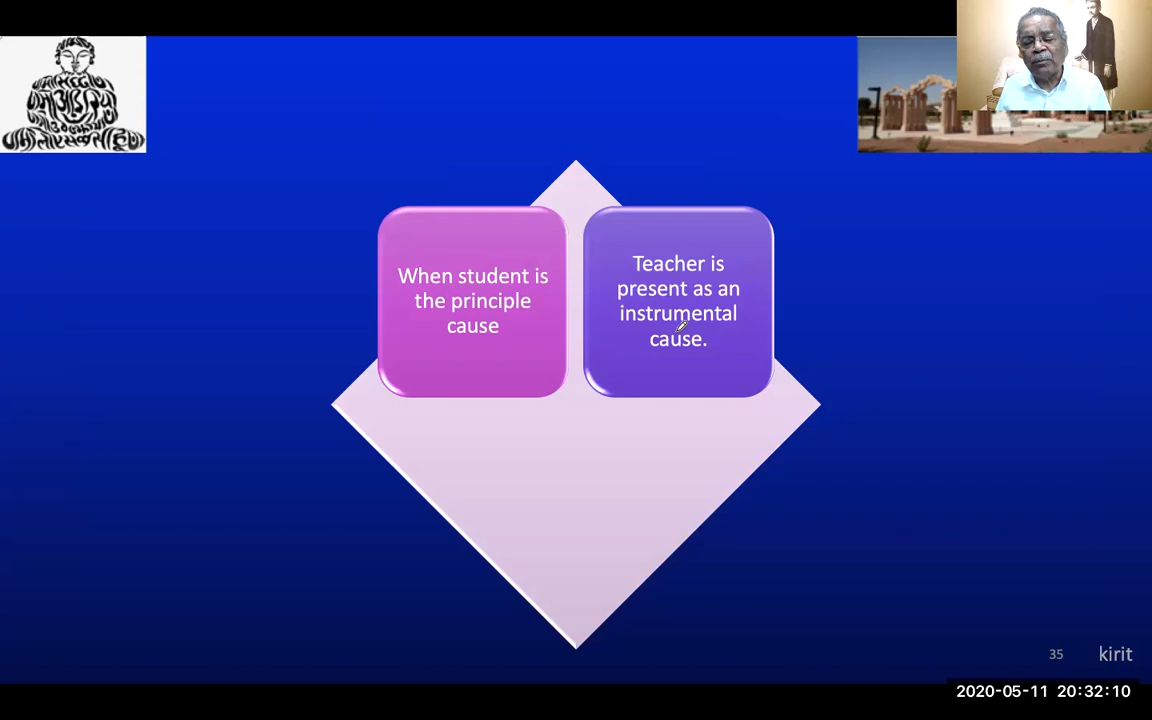 When student is
the principle
cause
Teacher is
present as an
instrumental
cause.
35
kirit
2020-05-11 20:32:10